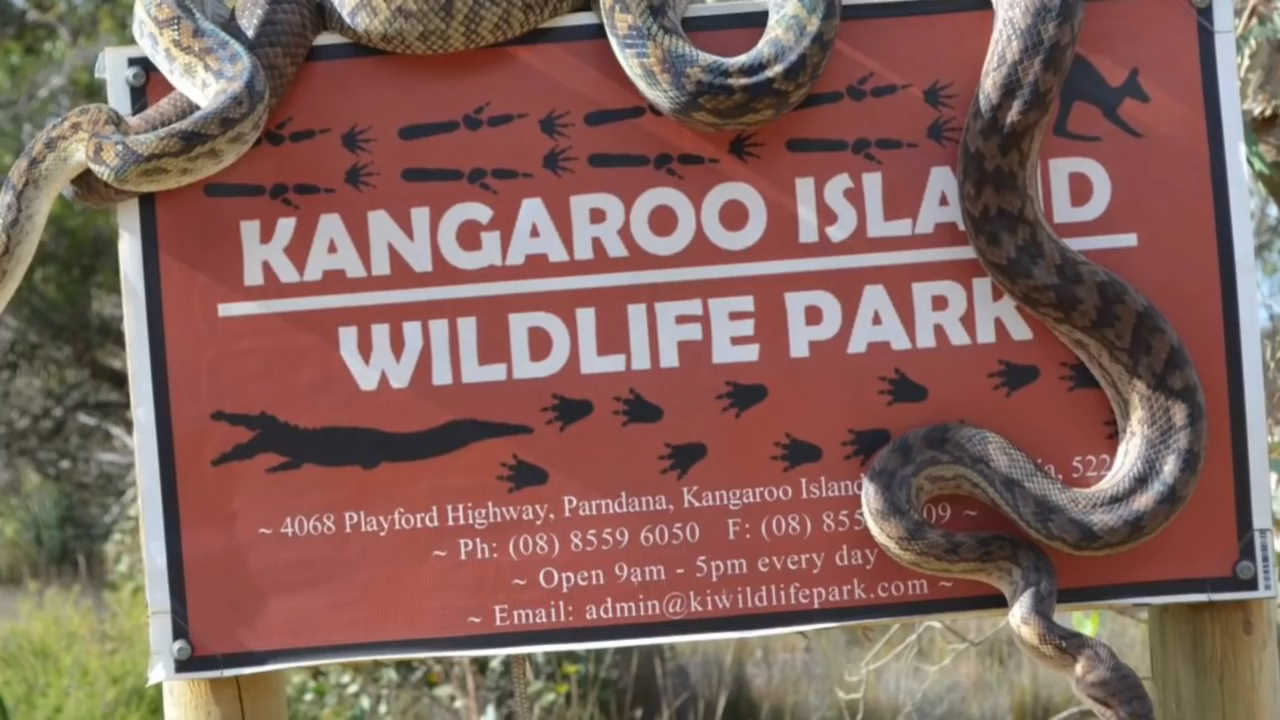 KANGAROO ISLAND
WILDLIFE PARK
~ 4068 Playford Highway, Parndana, Kangaroo Island
~ Ph: (08) 8559 6050 F: (08) 855 09 ~
~ Open 9am - 5pm every day
~ Email: admin@kiwildlifepark.com ~